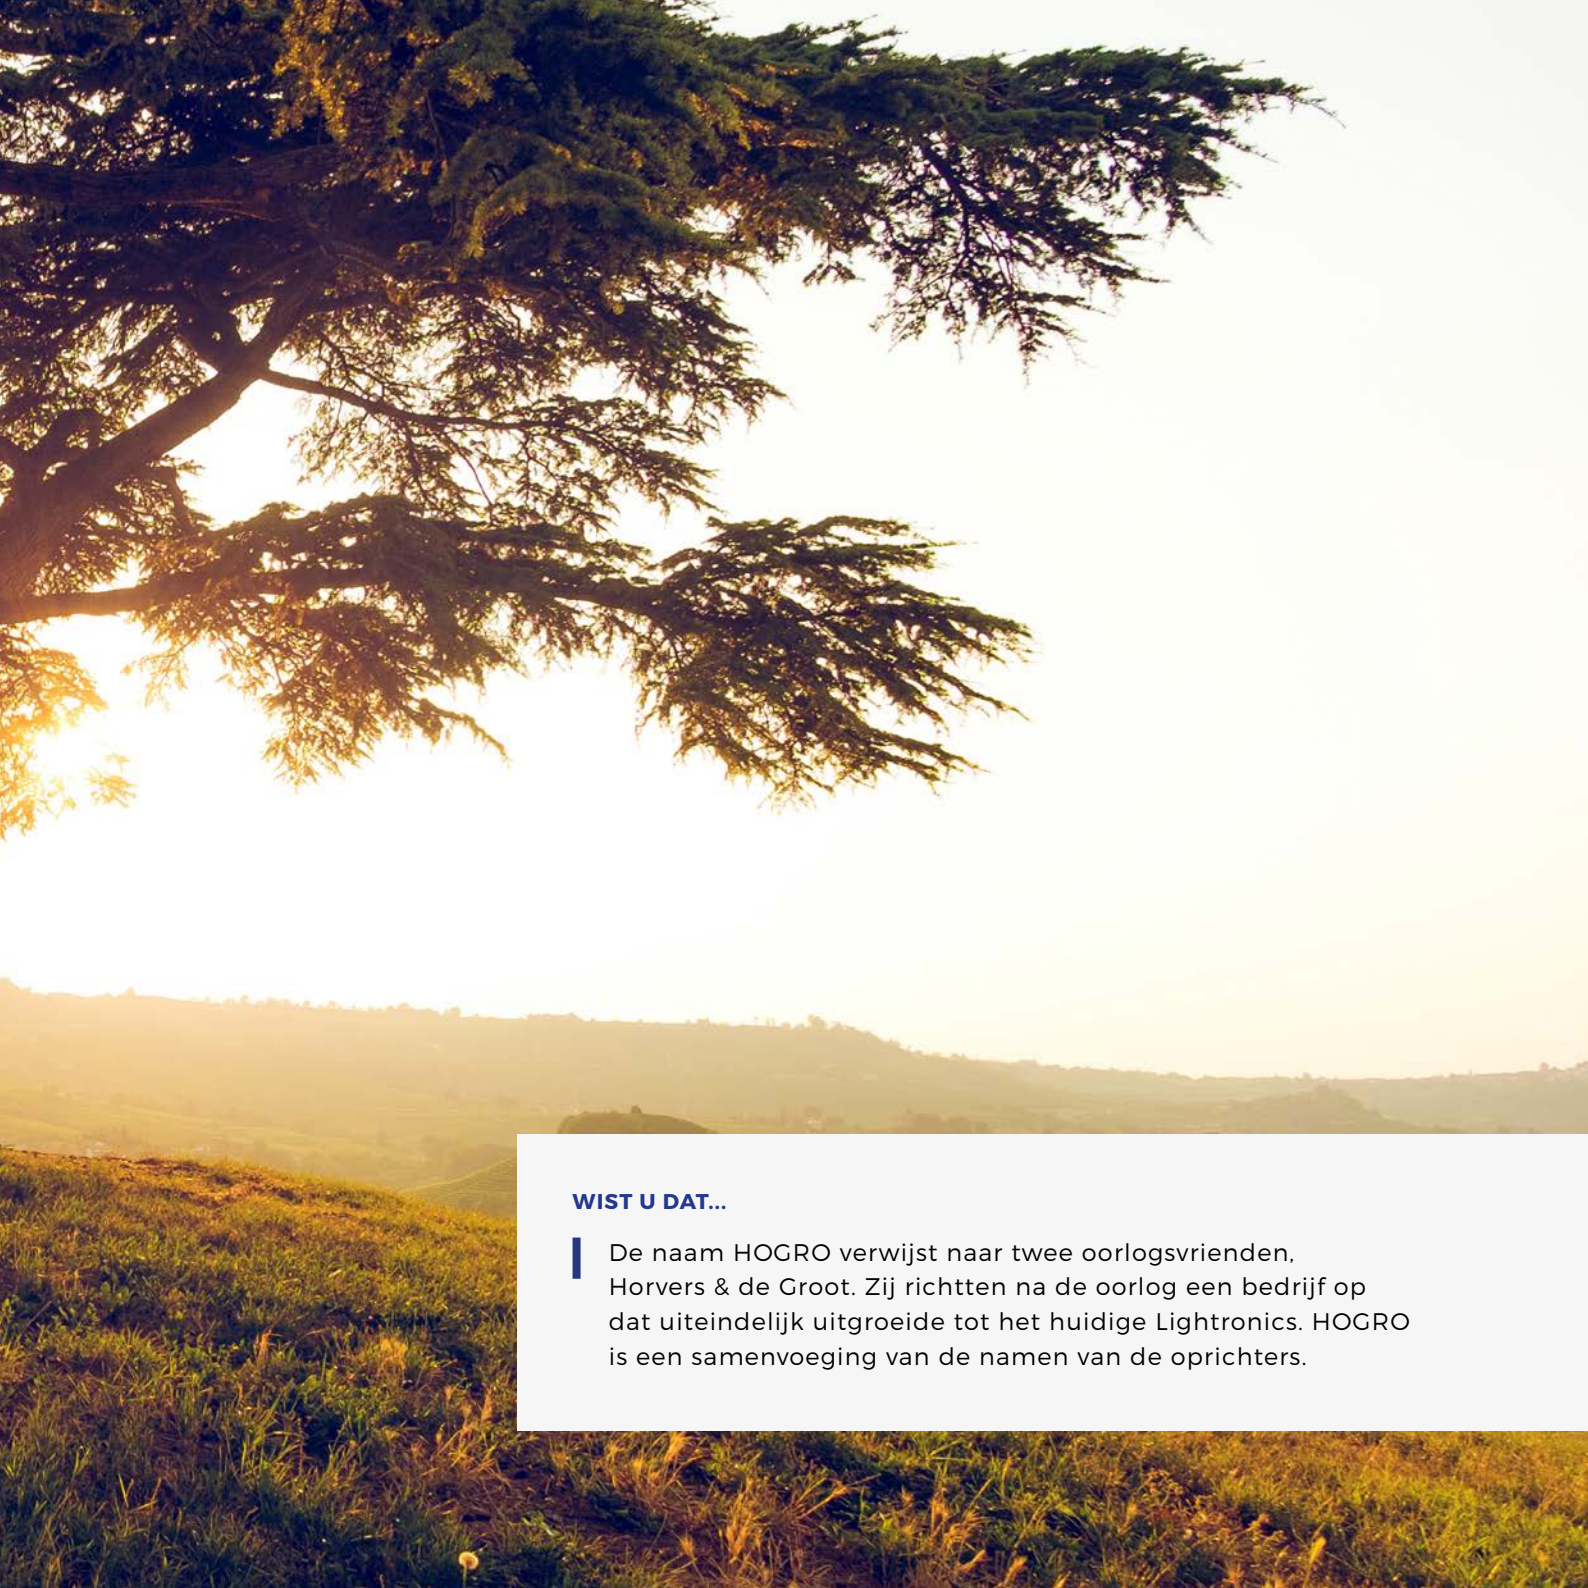 WIST U DAT...
De naam HOGRO verwijst naar twee oorlogsvrienden,
Horvers & de Groot. Zij richtten na de oorlog een bedrijf op
dat uiteindelijk uitgroeide tot het huidige Lightronics. HOGRO
is een samenvoeging van de namen van de oprichters.